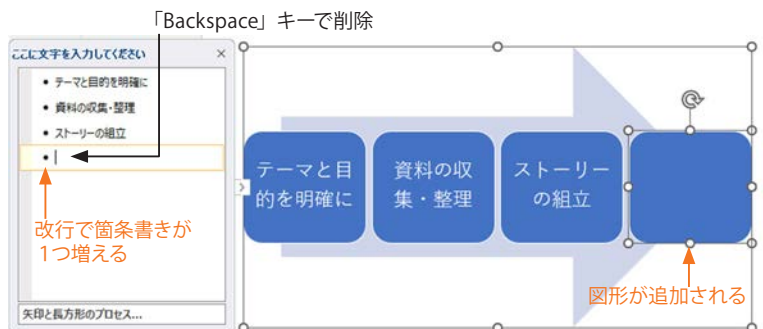 「Backspace」キーで削除
ここに文字を入力してください ×
• テーマと目的を明確に
• 資料の収集・整理
• ストーリーの組立
•
改行で箇条書きが
1つ増える
矢印と長方形のプロセス...
テーマと目
的を明確に
資料の収
集・整理
ストーリー
の組立
図形が追加される